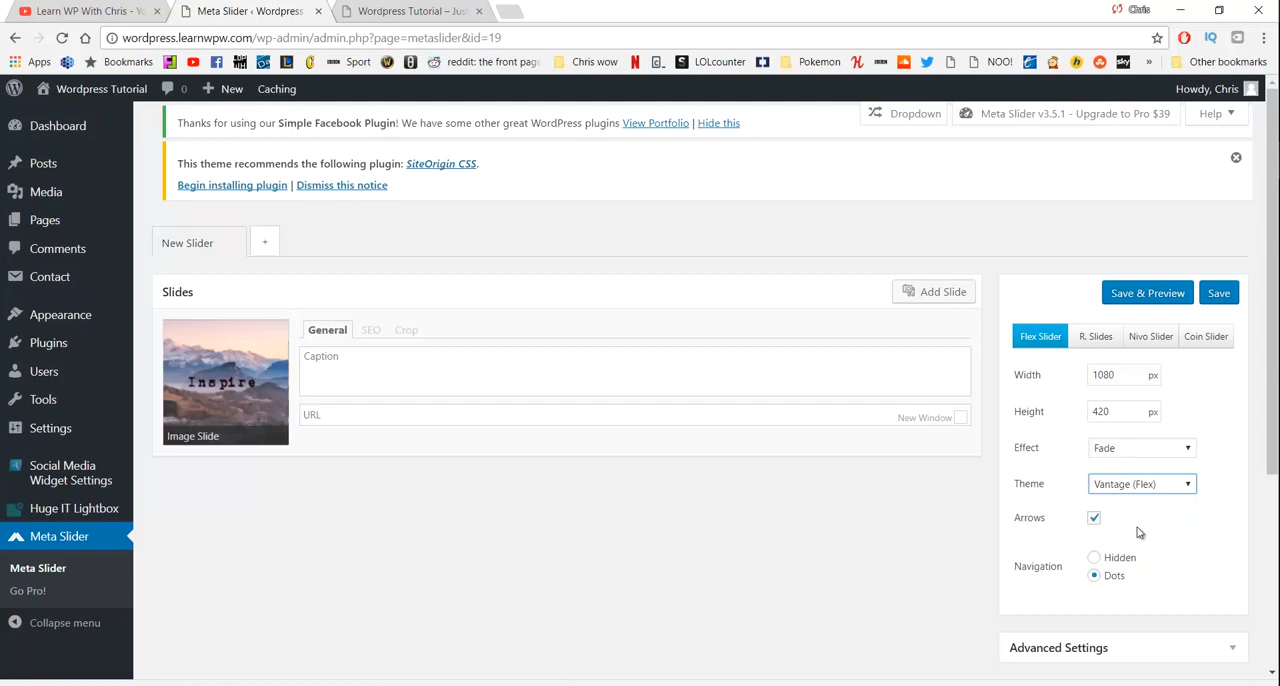 Learn WP With Chris - Yo
Meta Slider ‹ Wordpress
Wordpress Tutorial – Jus
Chris
wordpress.learnwpw.com/wp-admin/admin.php?page=metaslider&id=19
Apps
Bookmarks
Sport
reddit: the front page
Chris wow
LOLcounter
Pokemon
NOO!
sky
»
Other bookmarks
Wordpress Tutorial
0
New
Caching
Howdy, Chris
Dashboard
Posts
Media
Pages
Comments
Contact
Appearance
Plugins
Users
Tools
Settings
Social Media
Widget Settings
Huge IT Lightbox
Meta Slider
Meta Slider
Go Pro!
Collapse menu
Thanks for using our Simple Facebook Plugin! We have some other great WordPress plugins View Portfolio | Hide this
Dropdown
Meta Slider v3.5.1 - Upgrade to Pro $39
Help
This theme recommends the following plugin: SiteOrigin CSS.
Begin installing plugin | Dismiss this notice
New Slider
+
Slides
Add Slide
Inspire
Image Slide
General
SEO
Crop
Caption
URL
New Window
Save & Preview
Save
Flex Slider
R. Slides
Nivo Slider
Coin Slider
Width
1080
px
Height
420
px
Effect
Fade
Theme
Vantage (Flex)
Arrows
Navigation
Hidden
Dots
Advanced Settings